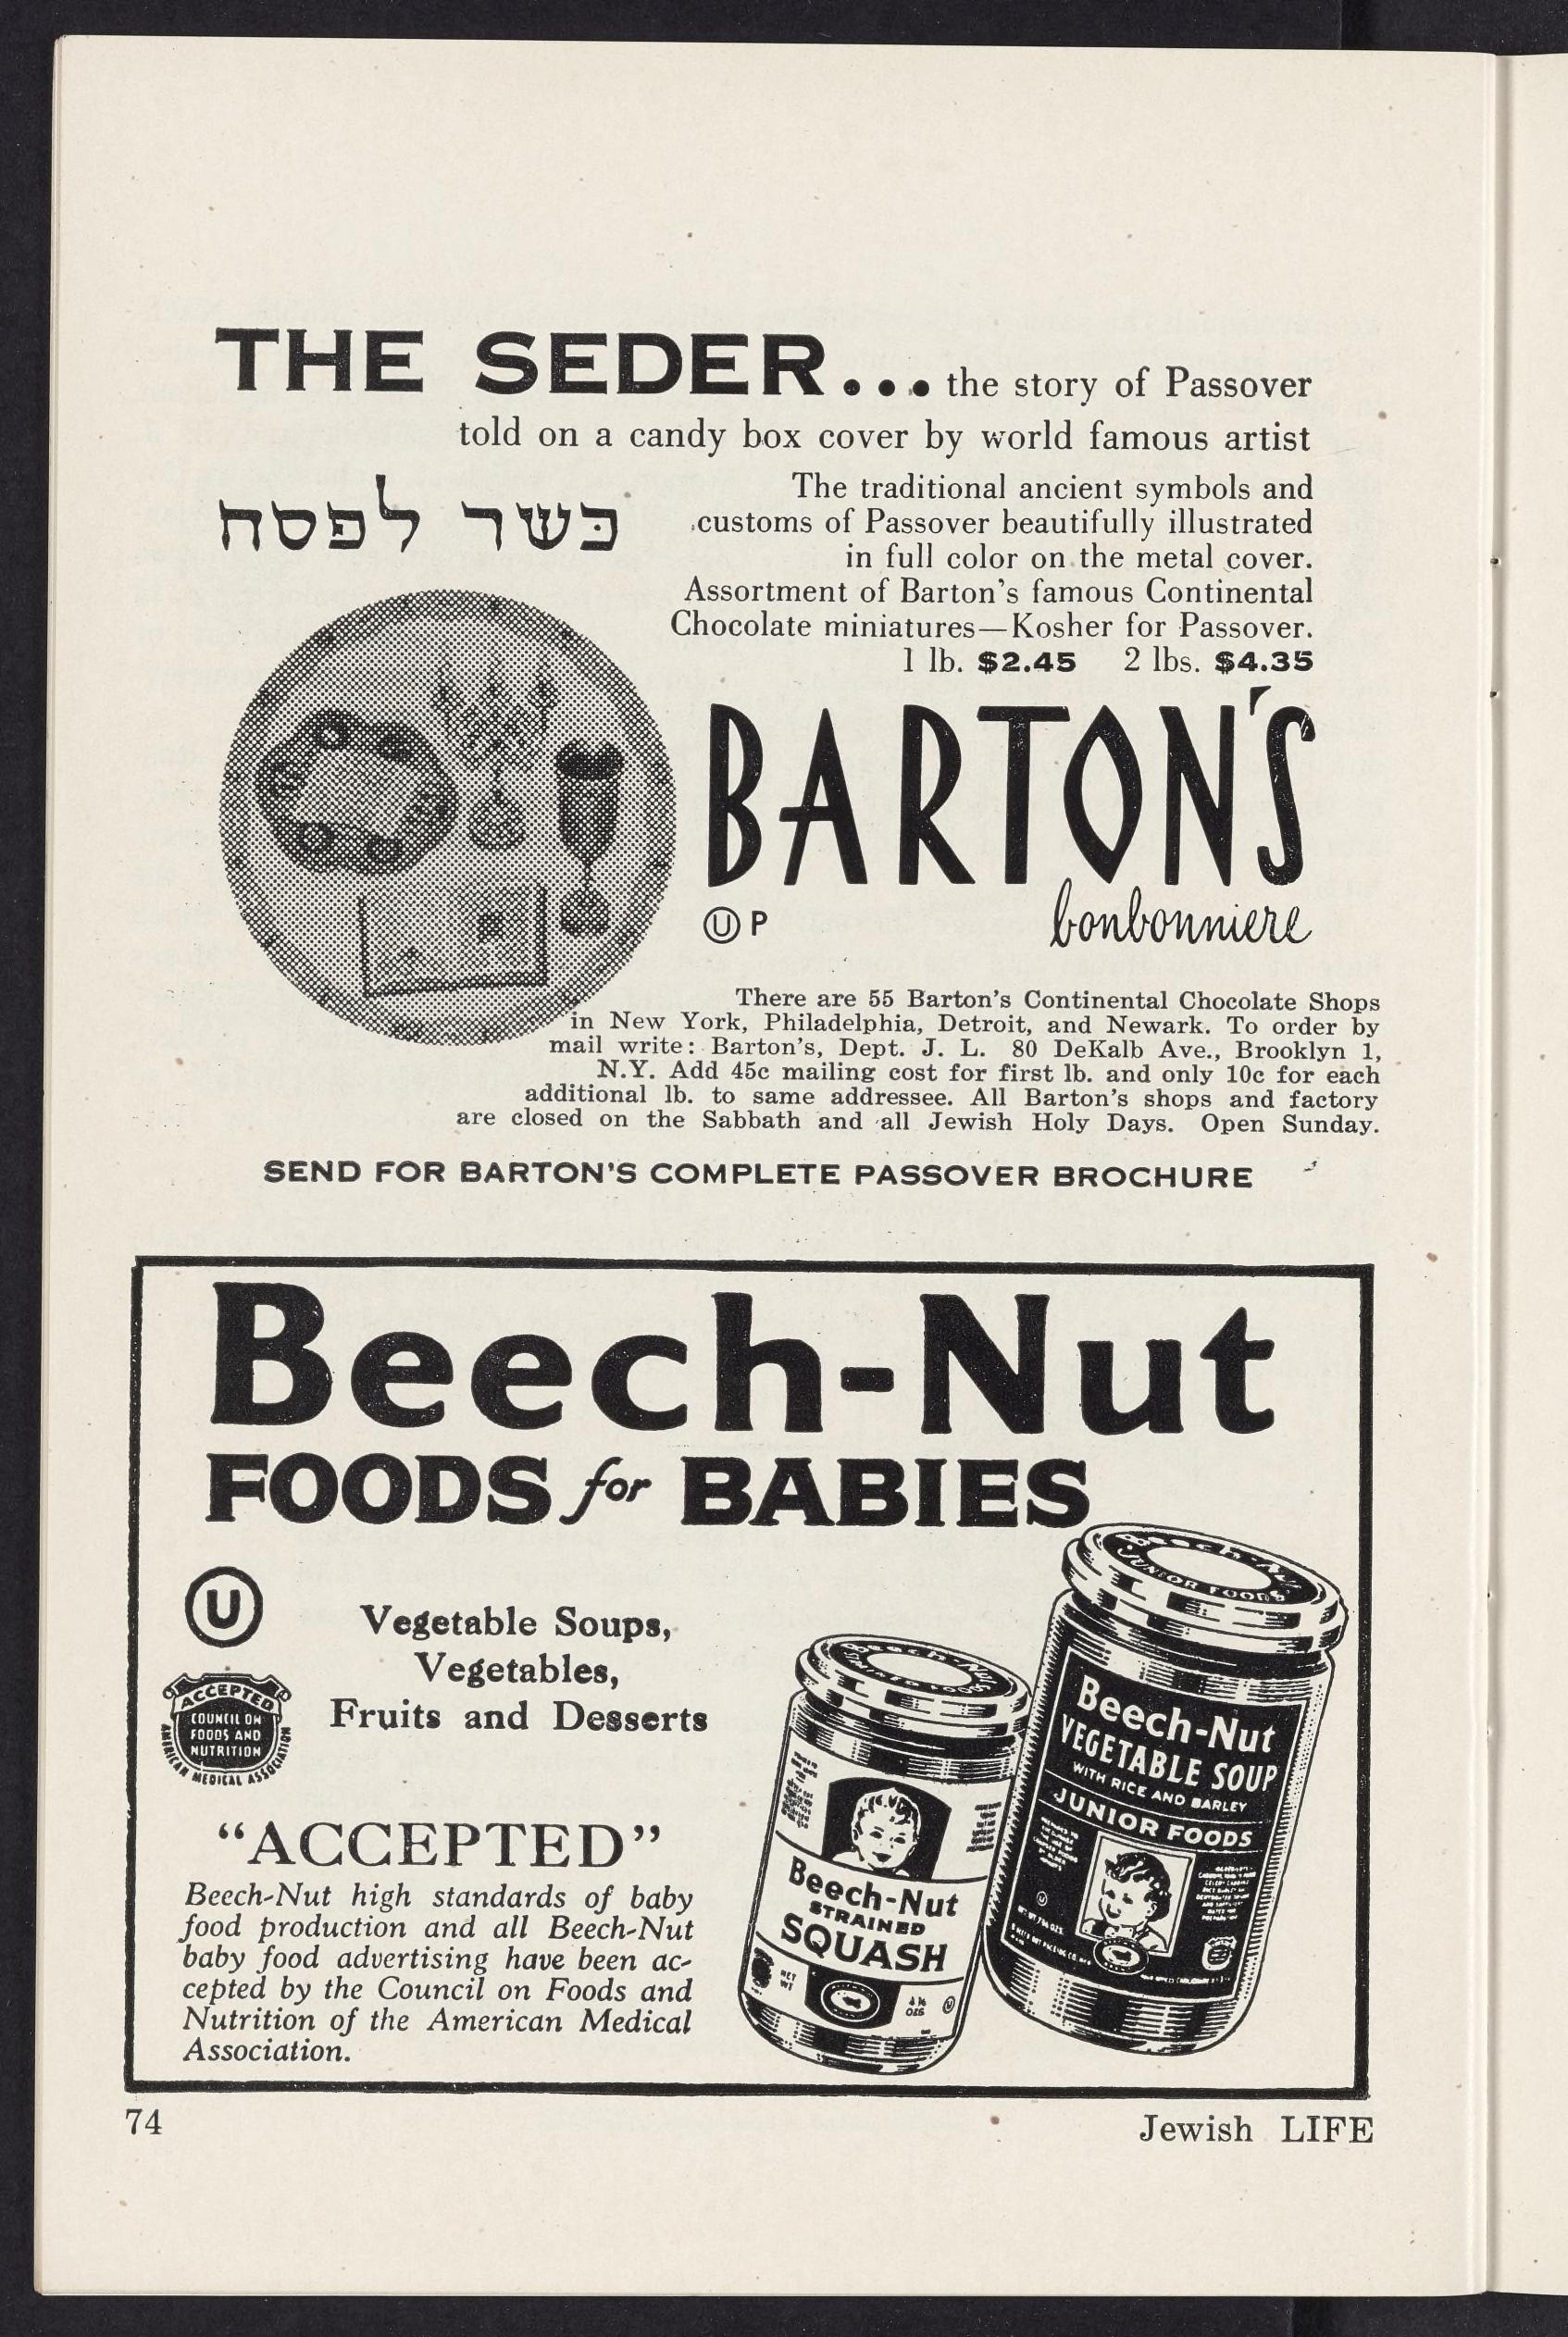 THE SEDER... the story of Passover
told on a candy box cover by world famous artist
כשר לפסח
The traditional ancient symbols and
customs of Passover beautifully illustrated
in full color on the metal cover.
Assortment of Barton's famous Continental
Chocolate miniatures—Kosher for Passover.
1 lb. $2.45 2 lbs. $4.35
BARTON'S
bonbonniere
Ⓤ P
There are 55 Barton's Continental Chocolate Shops
in New York, Philadelphia, Detroit, and Newark. To order by
mail write: Barton's, Dept. J. L. 80 DeKalb Ave., Brooklyn 1,
N.Y. Add 45c mailing cost for first lb. and only 10c for each
additional lb. to same addressee. All Barton's shops and factory
are closed on the Sabbath and all Jewish Holy Days. Open Sunday.
SEND FOR BARTON'S COMPLETE PASSOVER BROCHURE
Beech-Nut
FOODS for BABIES
Ⓤ
Vegetable Soups,
Vegetables,
Fruits and Desserts
ACCEPTED
COUNCIL ON
FOODS AND
NUTRITION
AMERICAN MEDICAL ASSOCIATION
"ACCEPTED"
Beech-Nut high standards of baby
food production and all Beech-Nut
baby food advertising have been ac-
cepted by the Council on Foods and
Nutrition of the American Medical
Association.
Beech-Nut
Beech-Nut
STRAINED
SQUASH
NET
WT
OZS
Ⓤ
Beech-Nut
JUNIOR FOODS
Beech-Nut
VEGETABLE SOUP
WITH RICE AND BARLEY
JUNIOR FOODS
Ⓤ
74
Jewish LIFE